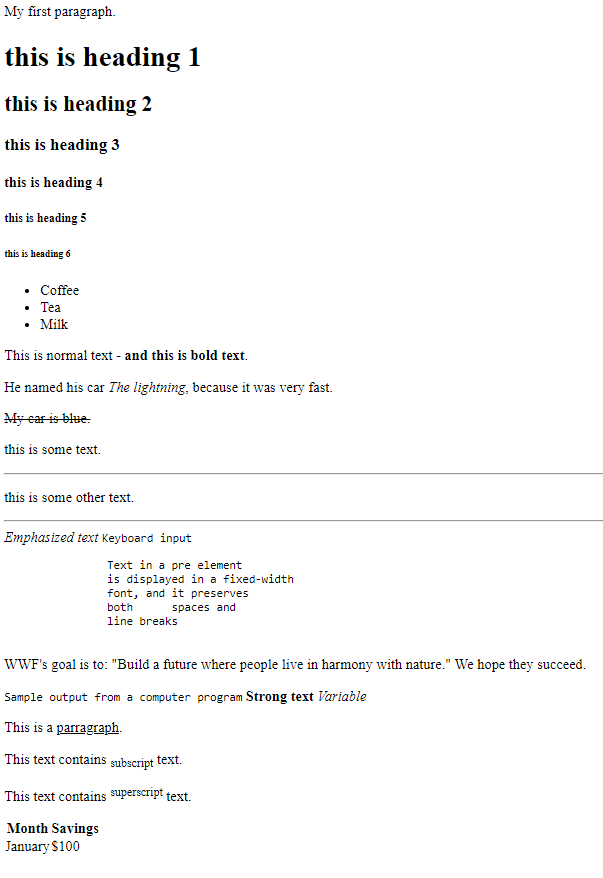 My first paragraph.
this is heading 1
this is heading 2
this is heading 3
this is heading 4
this is heading 5
this is heading 6
Coffee
Tea
Milk
This is normal text - and this is bold text.
He named his car The lightning, because it was very fast.
My car is blue.
this is some text.
this is some other text.
Emphasized text Keyboard input
Text in a pre element
is displayed in a fixed-width
font, and it preserves
both      spaces and
line breaks
WWF's goal is to: "Build a future where people live in harmony with nature." We hope they succeed.
Sample output from a computer program Strong text Variable
This is a parragraph.
This text contains subscript text.
This text contains superscript text.
Month Savings
January $100